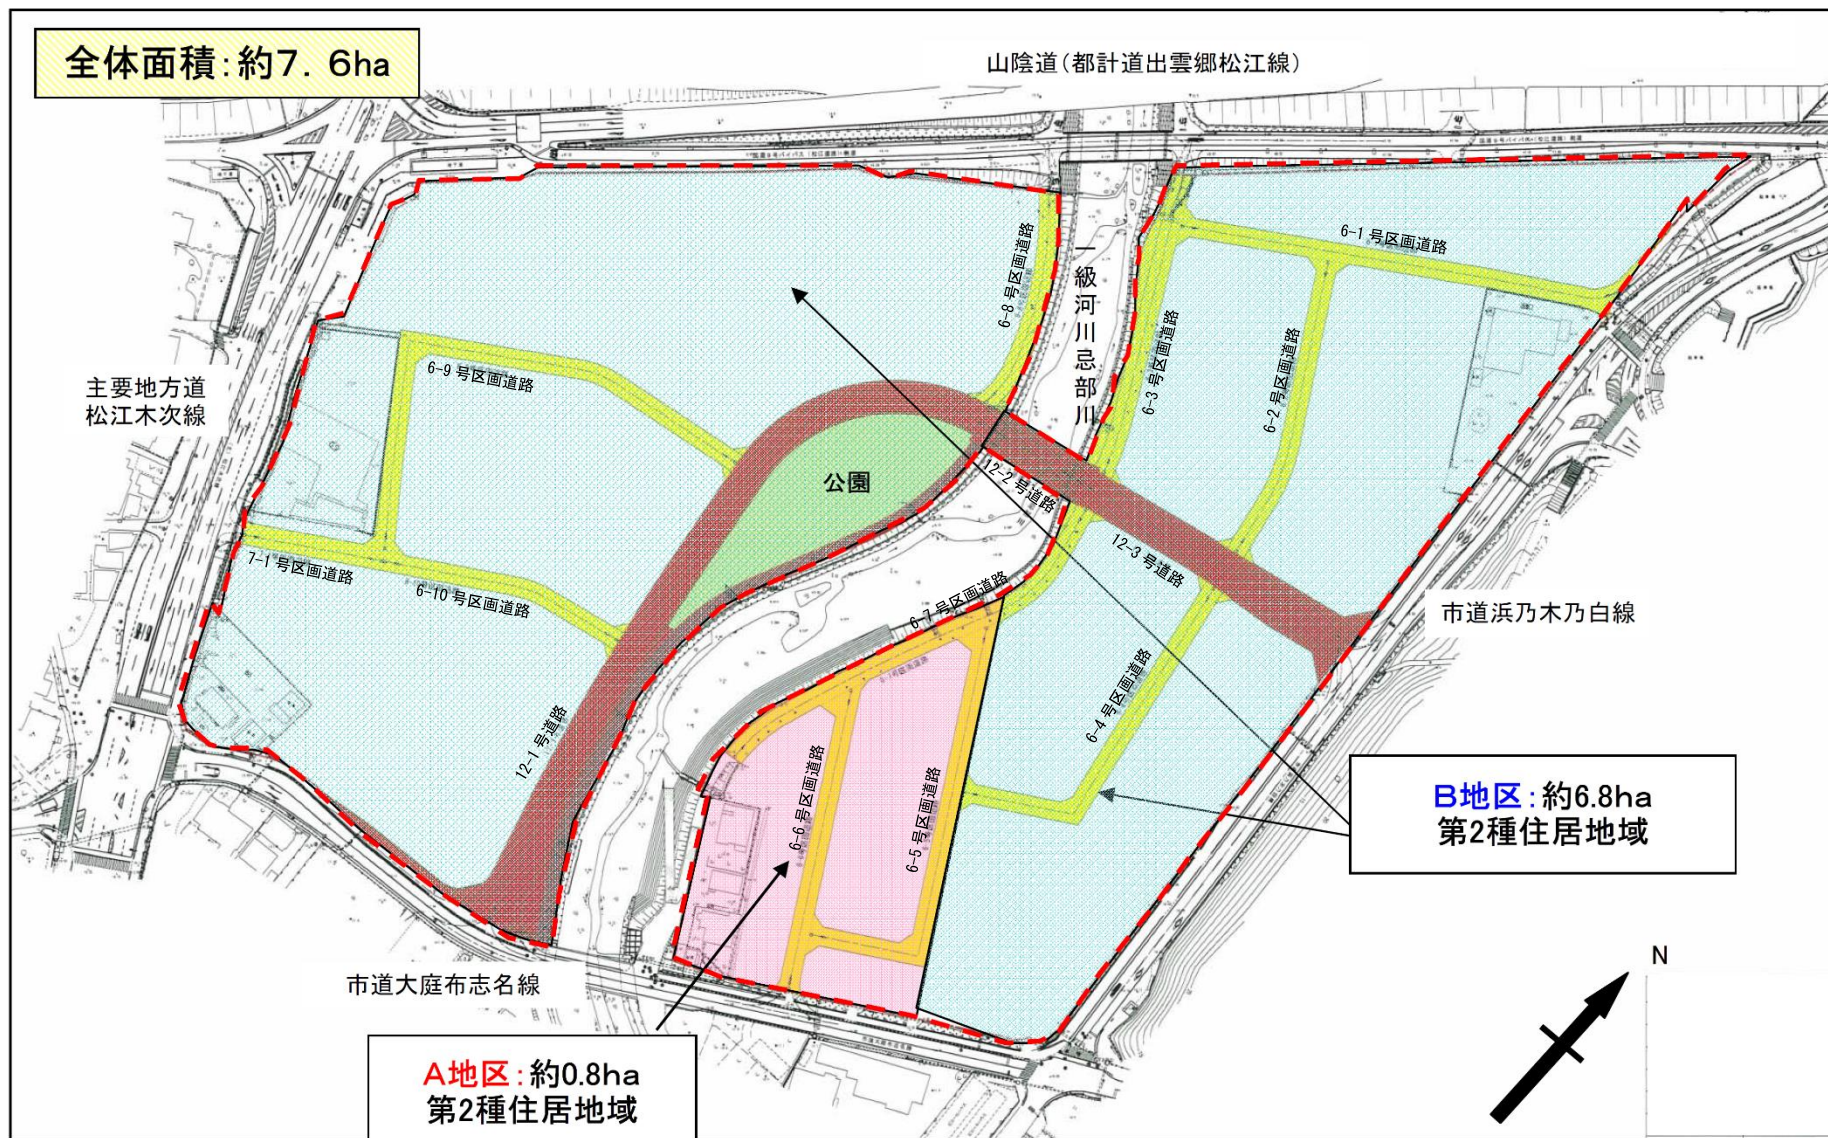 全体面積:約7.6ha
山陰道(都計道出雲郷松江線)
6-1 号区画道路
6-8 号区画道路
一級河川忌部川
6-3 号区画道路
6-2 号区画道路
主要地方道
松江木次線
6-9 号区画道路
公園
12-2 号道路
12-3 号道路
7-1 号区画道路
6-10 号区画道路
6-7 号区画道路
市道浜乃木乃白線
6-4 号区画道路
12-1 号道路
6-6 号区画道路
6-5 号区画道路
B地区:約6.8ha
第2種住居地域
市道大庭布志名線
N
A地区:約0.8ha
第2種住居地域